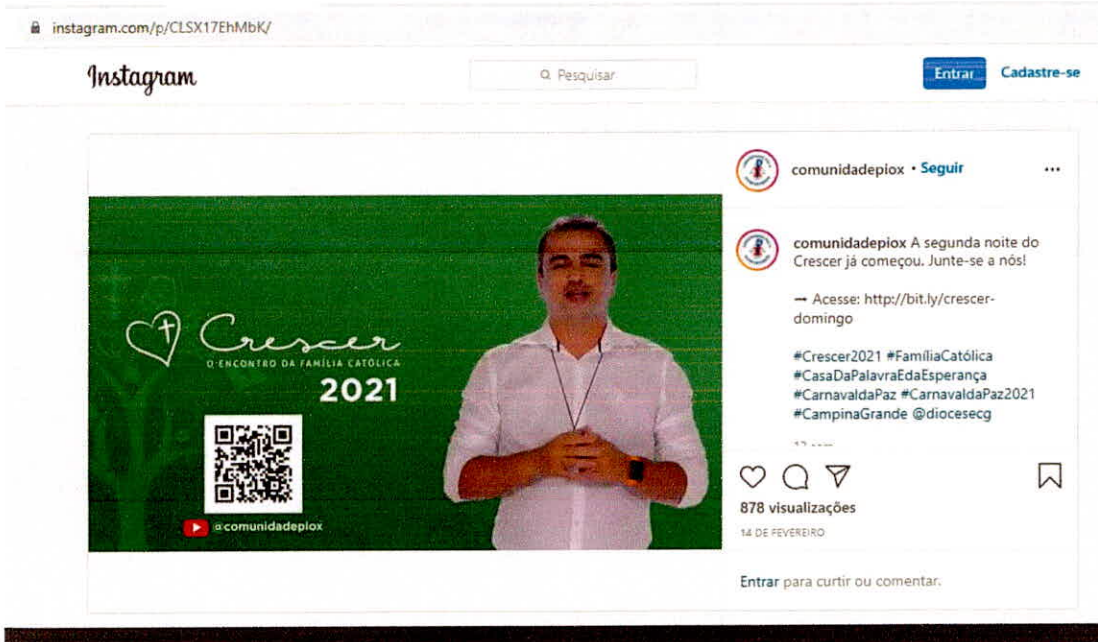 instagram.com/p/CLSX17EhMbK/
Instagram
Pesquisar
Entrar
Cadastre-se
comunidadepiox • Seguir
...
comunidadepiox A segunda noite do
Crescer já começou. Junte-se a nós!
→ Acesse: http://bit.ly/crescer-
domingo
#Crescer2021 #FamíliaCatólica
#CasaDaPalavraEdaEsperança
#CarnavaldaPaz #CarnavaldaPaz2021
#CampinaGrande @diocesecg
Crescer
O ENCONTRO DA FAMÍLIA CATÓLICA
2021
@comunidadepiox
878 visualizações
14 DE FEVEREIRO
Entrar para curtir ou comentar.